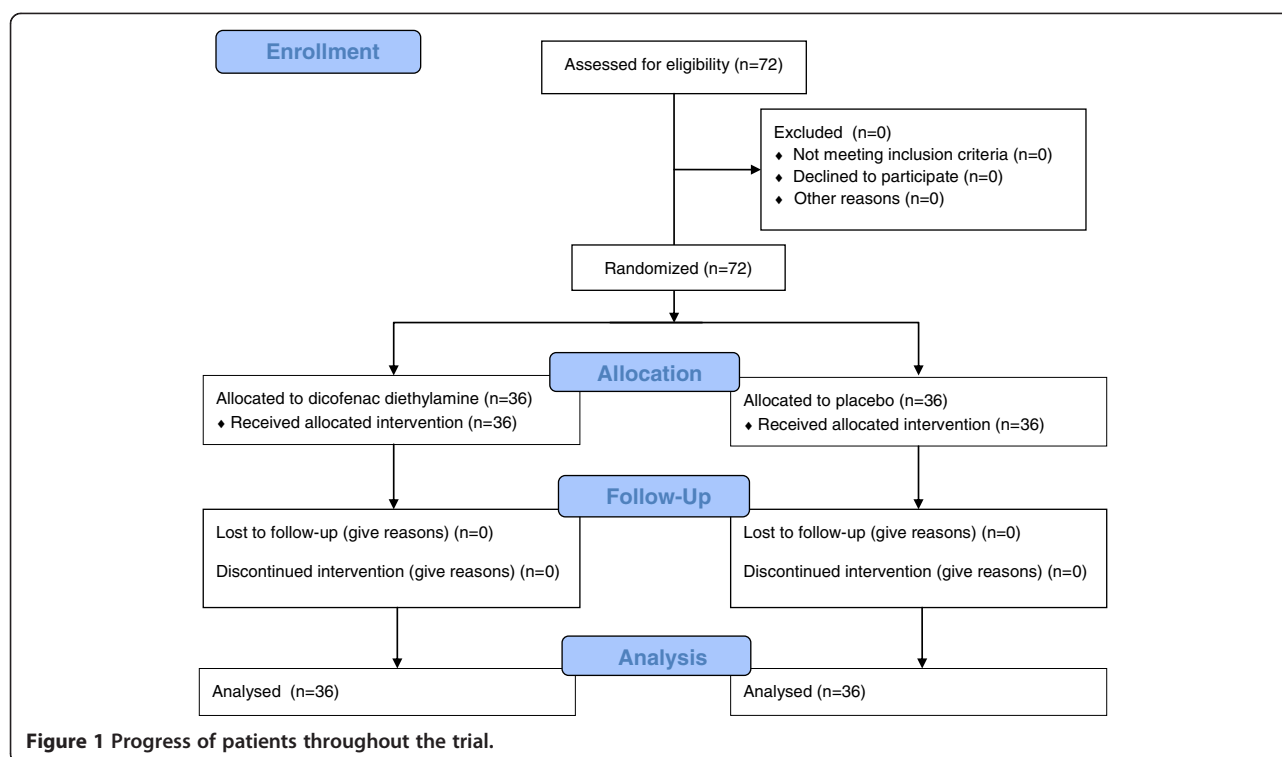 Enrollment
Assessed for eligibility (n=72)
Excluded (n=0)
♦ Not meeting inclusion criteria (n=0)
♦ Declined to participate (n=0)
♦ Other reasons (n=0)
Randomized (n=72)
Allocation
Allocated to dicofenac diethylamine (n=36)
♦ Received allocated intervention (n=36)
Allocated to placebo (n=36)
♦ Received allocated intervention (n=36)
Follow-Up
Lost to follow-up (give reasons) (n=0)
Discontinued intervention (give reasons) (n=0)
Lost to follow-up (give reasons) (n=0)
Discontinued intervention (give reasons) (n=0)
Analysis
Analysed (n=36)
Analysed (n=36)
Figure 1 Progress of patients throughout the trial.